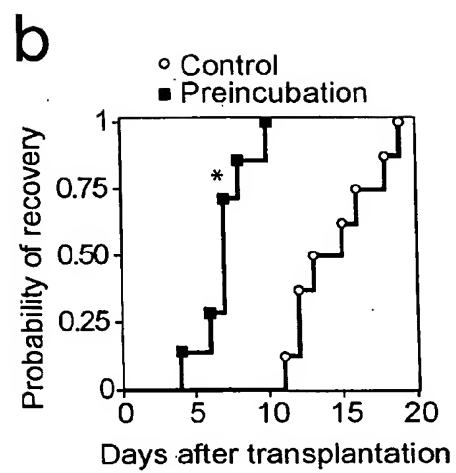 b
Control
Preincubation
Probability of recovery
1
0.75
0.50
0.25
0
*
0 5 10 15 20
Days after transplantation